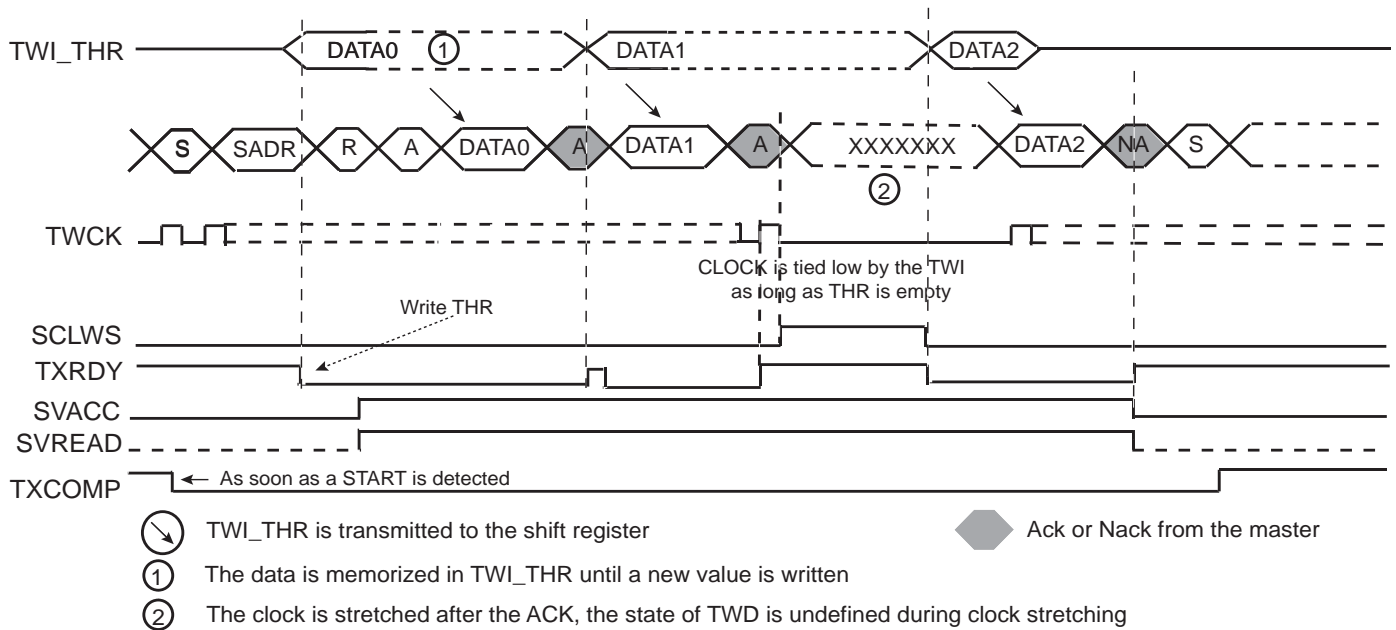 TWI_THR DATA0 1 DATA1 DATA2
S SADR R A DATA0 A DATA1 A XXXXXXX DATA2 NA S
2
TWCK
CLOCK is tied low by the TWI
as long as THR is empty
Write THR
SCLWS
TXRDY
SVACC
SVREAD
TXCOMP As soon as a START is detected
TWI_THR is transmitted to the shift register Ack or Nack from the master
1 The data is memorized in TWI_THR until a new value is written
2 The clock is stretched after the ACK, the state of TWD is undefined during clock stretching